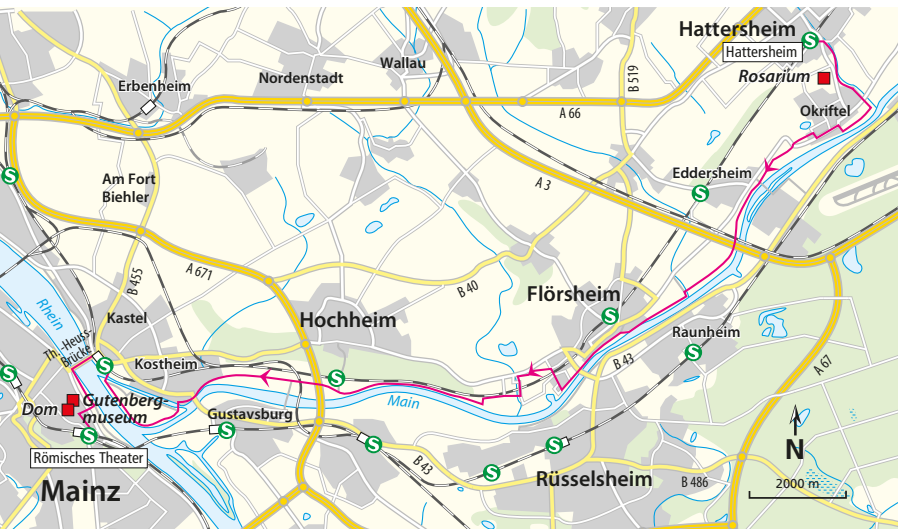 Hattersheim
S
Hattersheim
Rosarium
Okriftel
B 519
Wallau
Nordenstadt
Erbenheim
A 66
Eddersheim
S
A 3
S
Am Fort
Biehler
B 455
A 671
B 40
Rhein
Kastel
Th.-Heuss-
Brücke
Hochheim
Flörsheim
S
Raunheim
S
B 43
A 67
Kostheim
S
S
S
Main
Gutenberg-
museum
Dom
Gustavsburg
S
S
Römisches Theater
Mainz
S
B 43
S
S
Rüsselsheim
B 486
N
2000 m